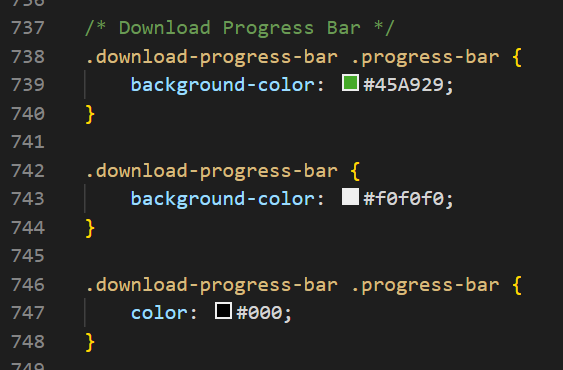 736
737 /* Download Progress Bar */
738 .download-progress-bar .progress-bar {
739 background-color: #45A929;
740 }
741
742 .download-progress-bar {
743 background-color: #f0f0f0;
744 }
745
746 .download-progress-bar .progress-bar {
747 color: #000;
748 }
749